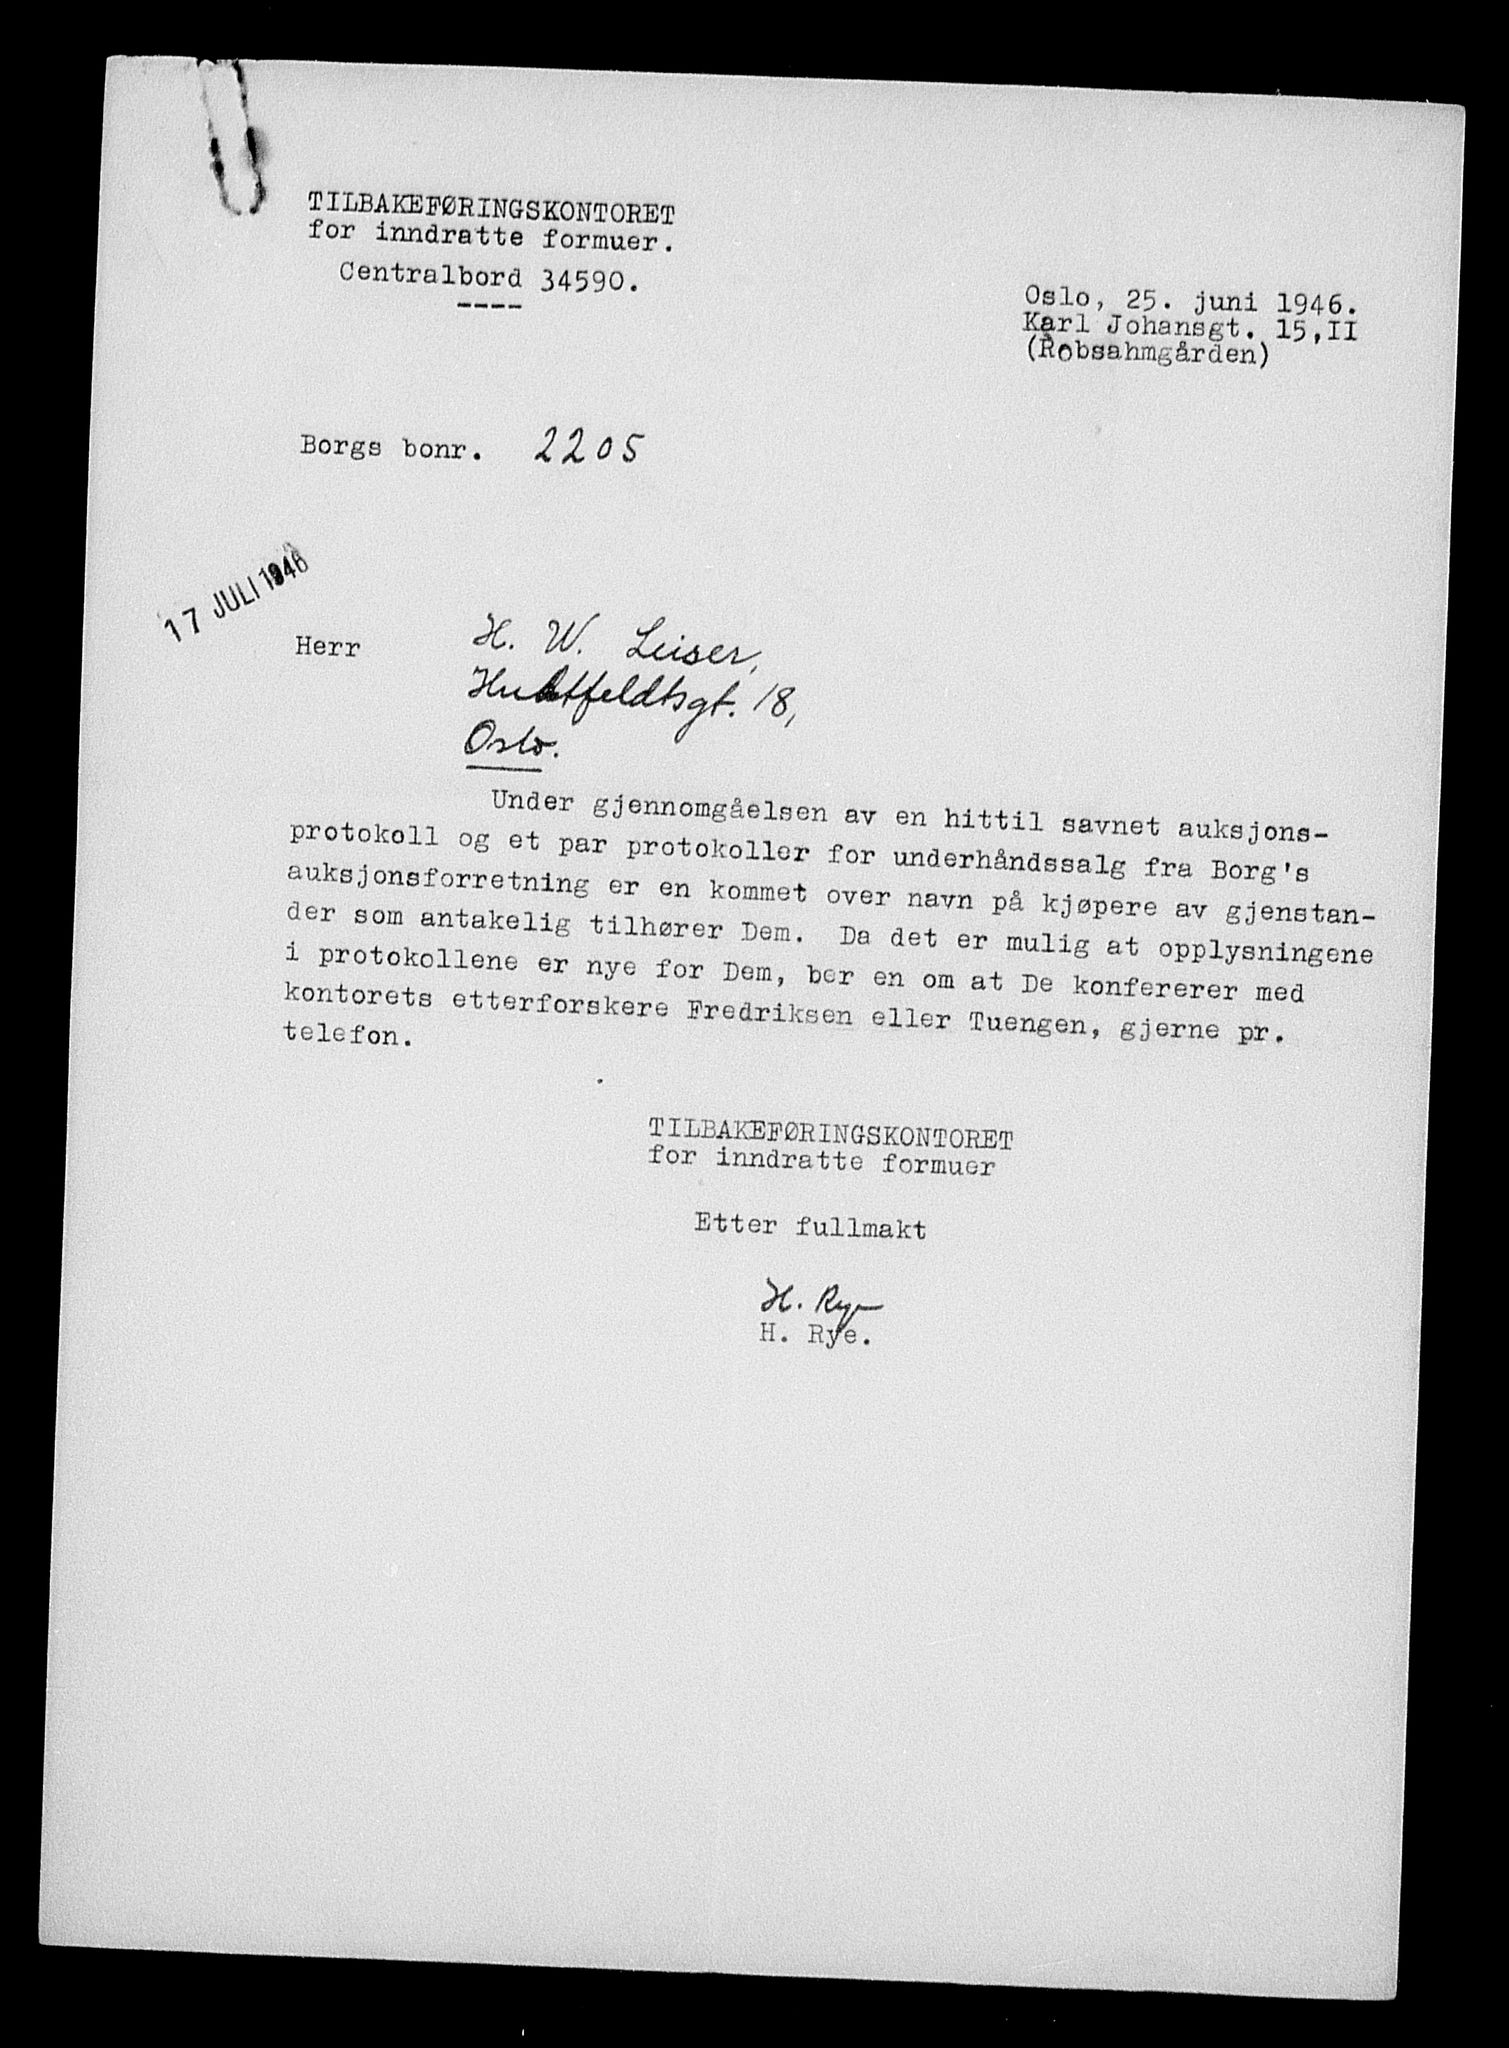 TILBAKEFØRINGSKONTORET
for inndratte formuer.
Centralbord 34590.
----
Oslo, 25. juni 1946.
Karl Johansgt. 15,II
(Robsahmgården)
Borgs bonr. 2205
17 JULI 1946
Herr H. W. Leiser,
Huitfeldtsgt. 18,
Oslo.
Under gjennomgåelsen av en hittil savnet auksjons-
protokoll og et par protokoller for underhåndssalg fra Borg's
auksjonsforretning er en kommet over navn på kjøpere av gjenstan-
der som antakelig tilhører Dem. Da det er mulig at opplysningene
i protokollene er nye for Dem, ber en om at De konfererer med
kontorets etterforskere Fredriksen eller Tuengen, gjerne pr.
telefon.
TILBAKEFØRINGSKONTORET
for inndratte formuer
Etter fullmakt
H. Rye
H. Rye.